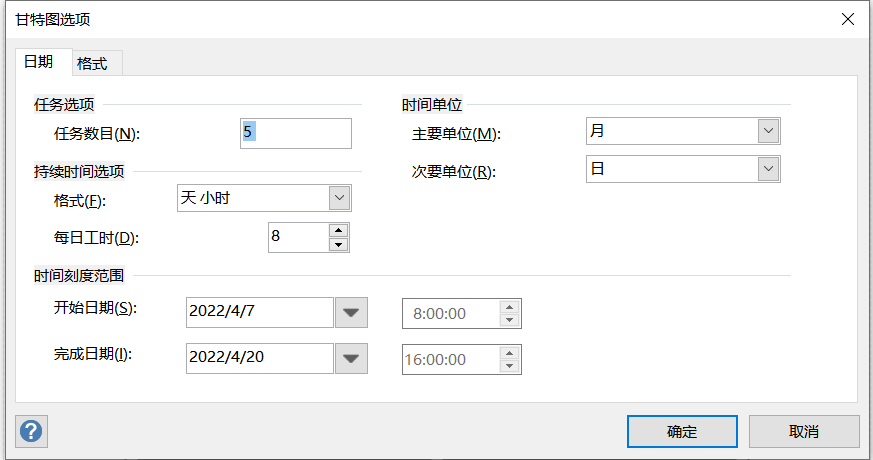 甘特图选项
日期 格式
任务选项
任务数目(N): 5
持续时间选项
格式(F): 天 小时
每日工时(D): 8
时间单位
主要单位(M): 月
次要单位(R): 日
时间刻度范围
开始日期(S): 2022/4/7 8:00:00
完成日期(I): 2022/4/20 16:00:00
? 确定 取消